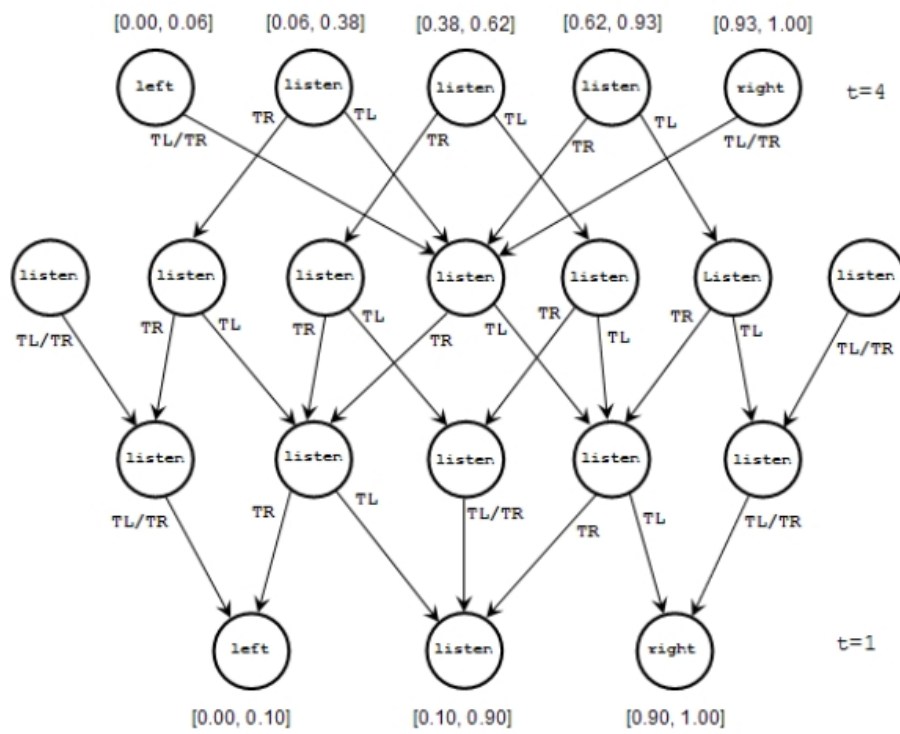 [0.00, 0.06] [0.06, 0.38] [0.38, 0.62] [0.62, 0.93] [0.93, 1.00]
left listen listen listen right t=4
TR TL TL TL
TL/TR TR TR TL/TR
listen listen listen listen listen Listen listen
TR TL TR TL TR TL TR TL TR TL
TL/TR TL/TR
listen listen listen listen listen
TL/TR TR TL TL/TR TR TL TL/TR
left listen right t=1
[0.00, 0.10] [0.10, 0.90] [0.90, 1.00]